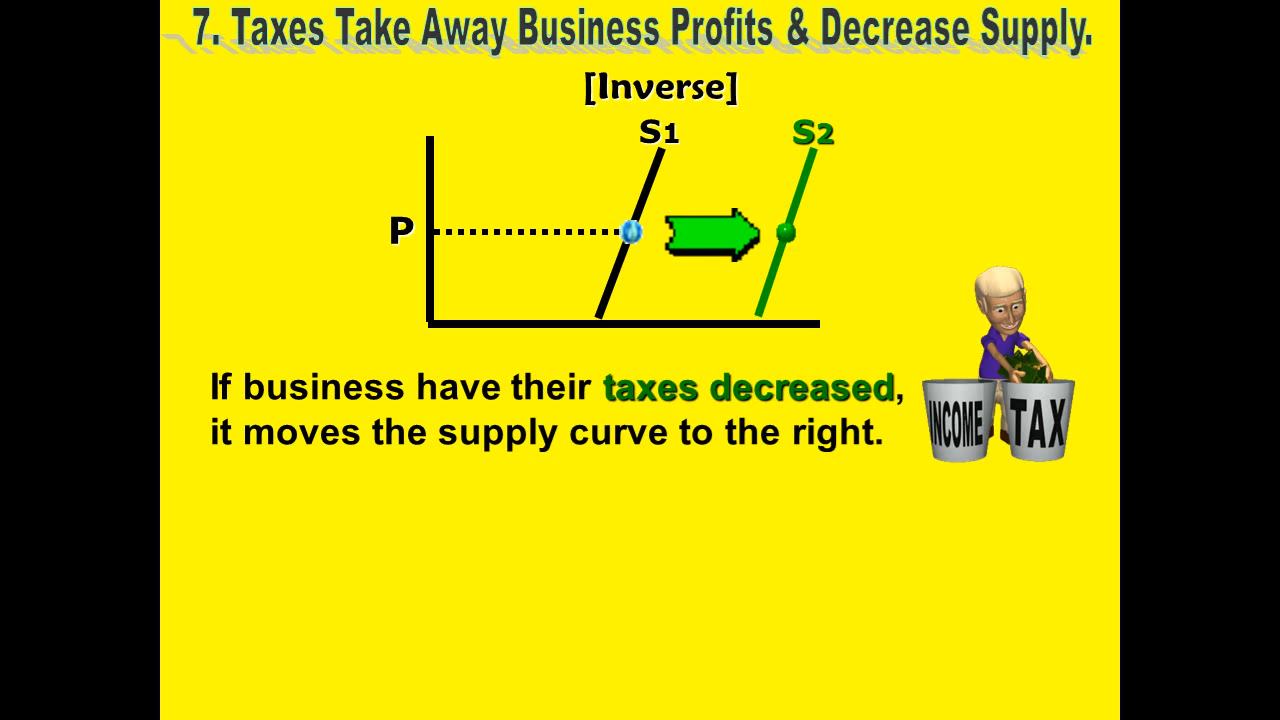 7. Taxes Take Away Business Profits & Decrease Supply.
[Inverse]
S1 S2
P
If business have their taxes decreased,
it moves the supply curve to the right.
INCOME TAX